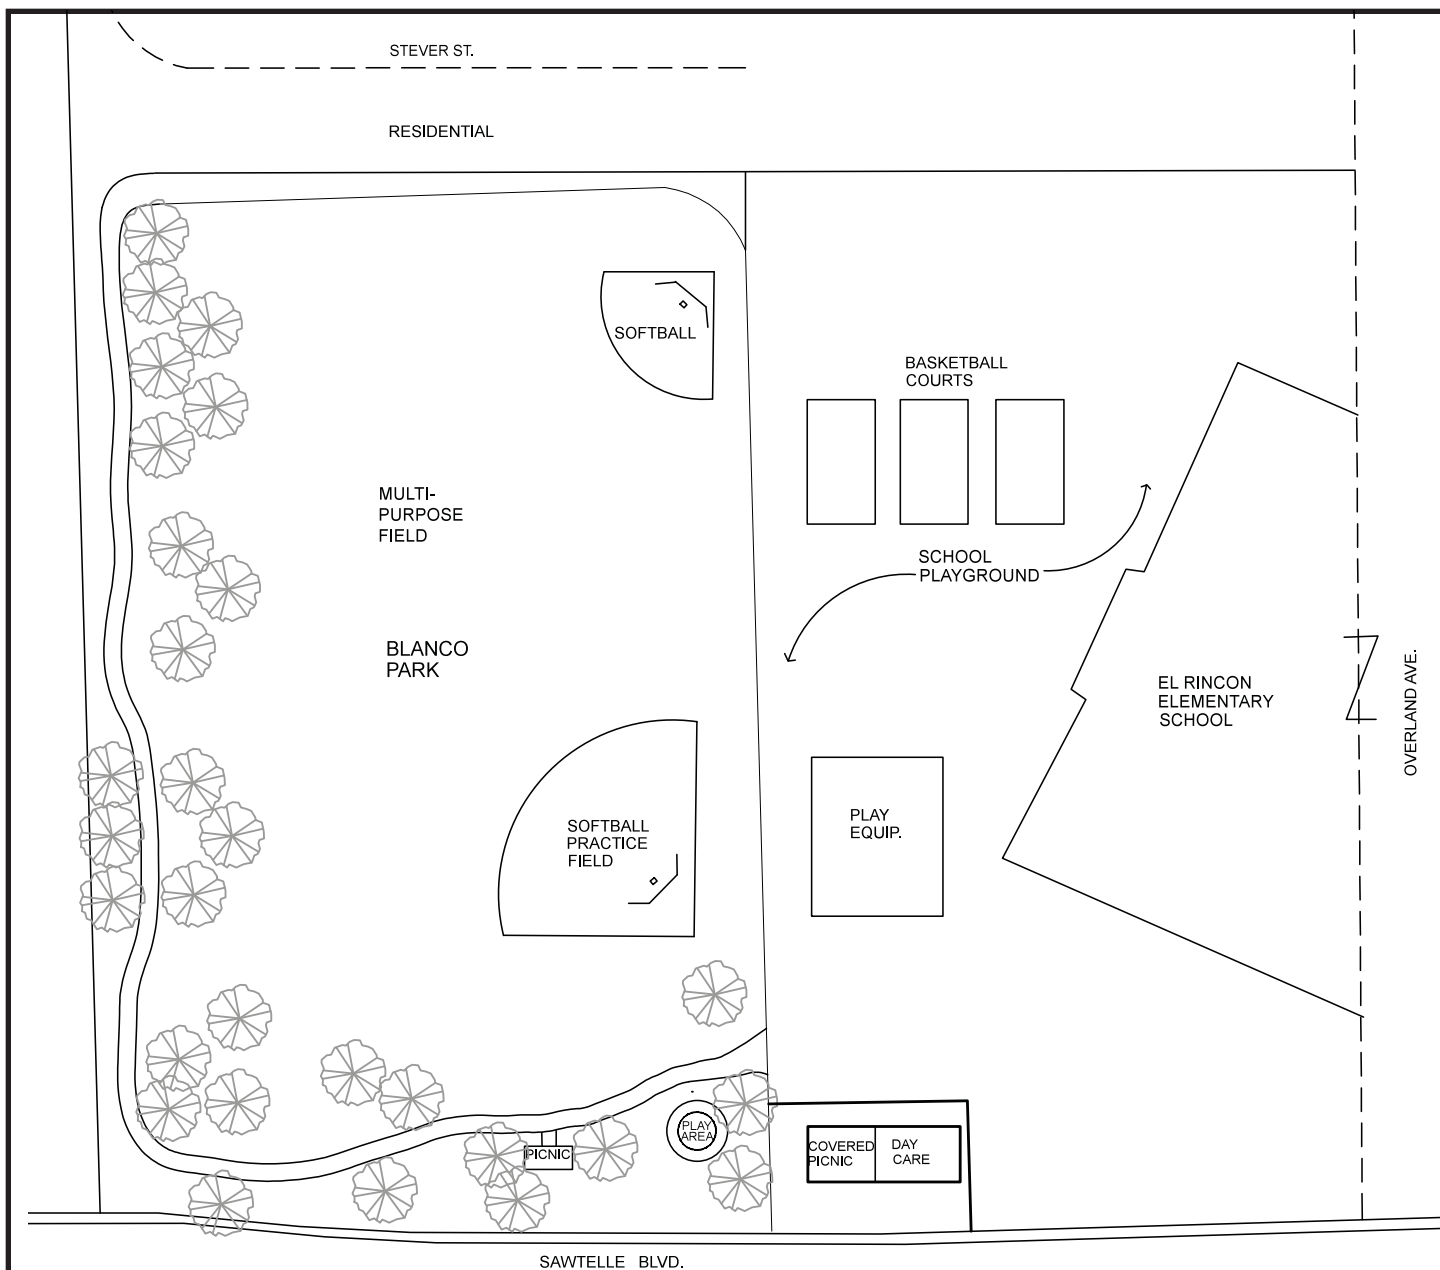 STEVER ST.
RESIDENTIAL
SOFTBALL
BASKETBALL
COURTS
MULTI-
PURPOSE
FIELD
SCHOOL
PLAYGROUND
BLANCO
PARK
EL RINCON
ELEMENTARY
SCHOOL
OVERLAND AVE.
SOFTBALL
PRACTICE
FIELD
PLAY
EQUIP.
PLAY
AREA
PICNIC
COVERED
PICNIC
DAY
CARE
SAWTELLE BLVD.